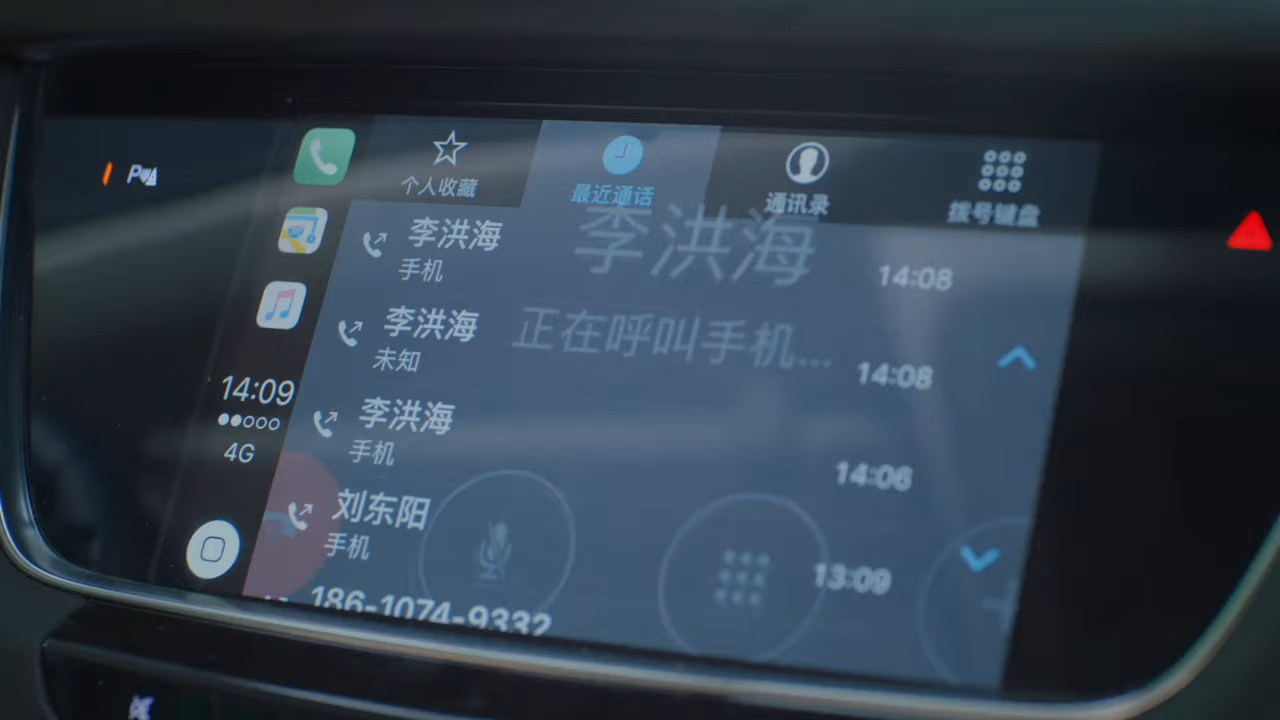 个人收藏
最近通话
通讯录
拨号键盘
李洪海
手机
14:08
李洪海
正在呼叫手机...
李洪海
未知
14:08
李洪海
手机
14:06
刘东阳
手机
13:09
186-1074-9332
14:09
4G